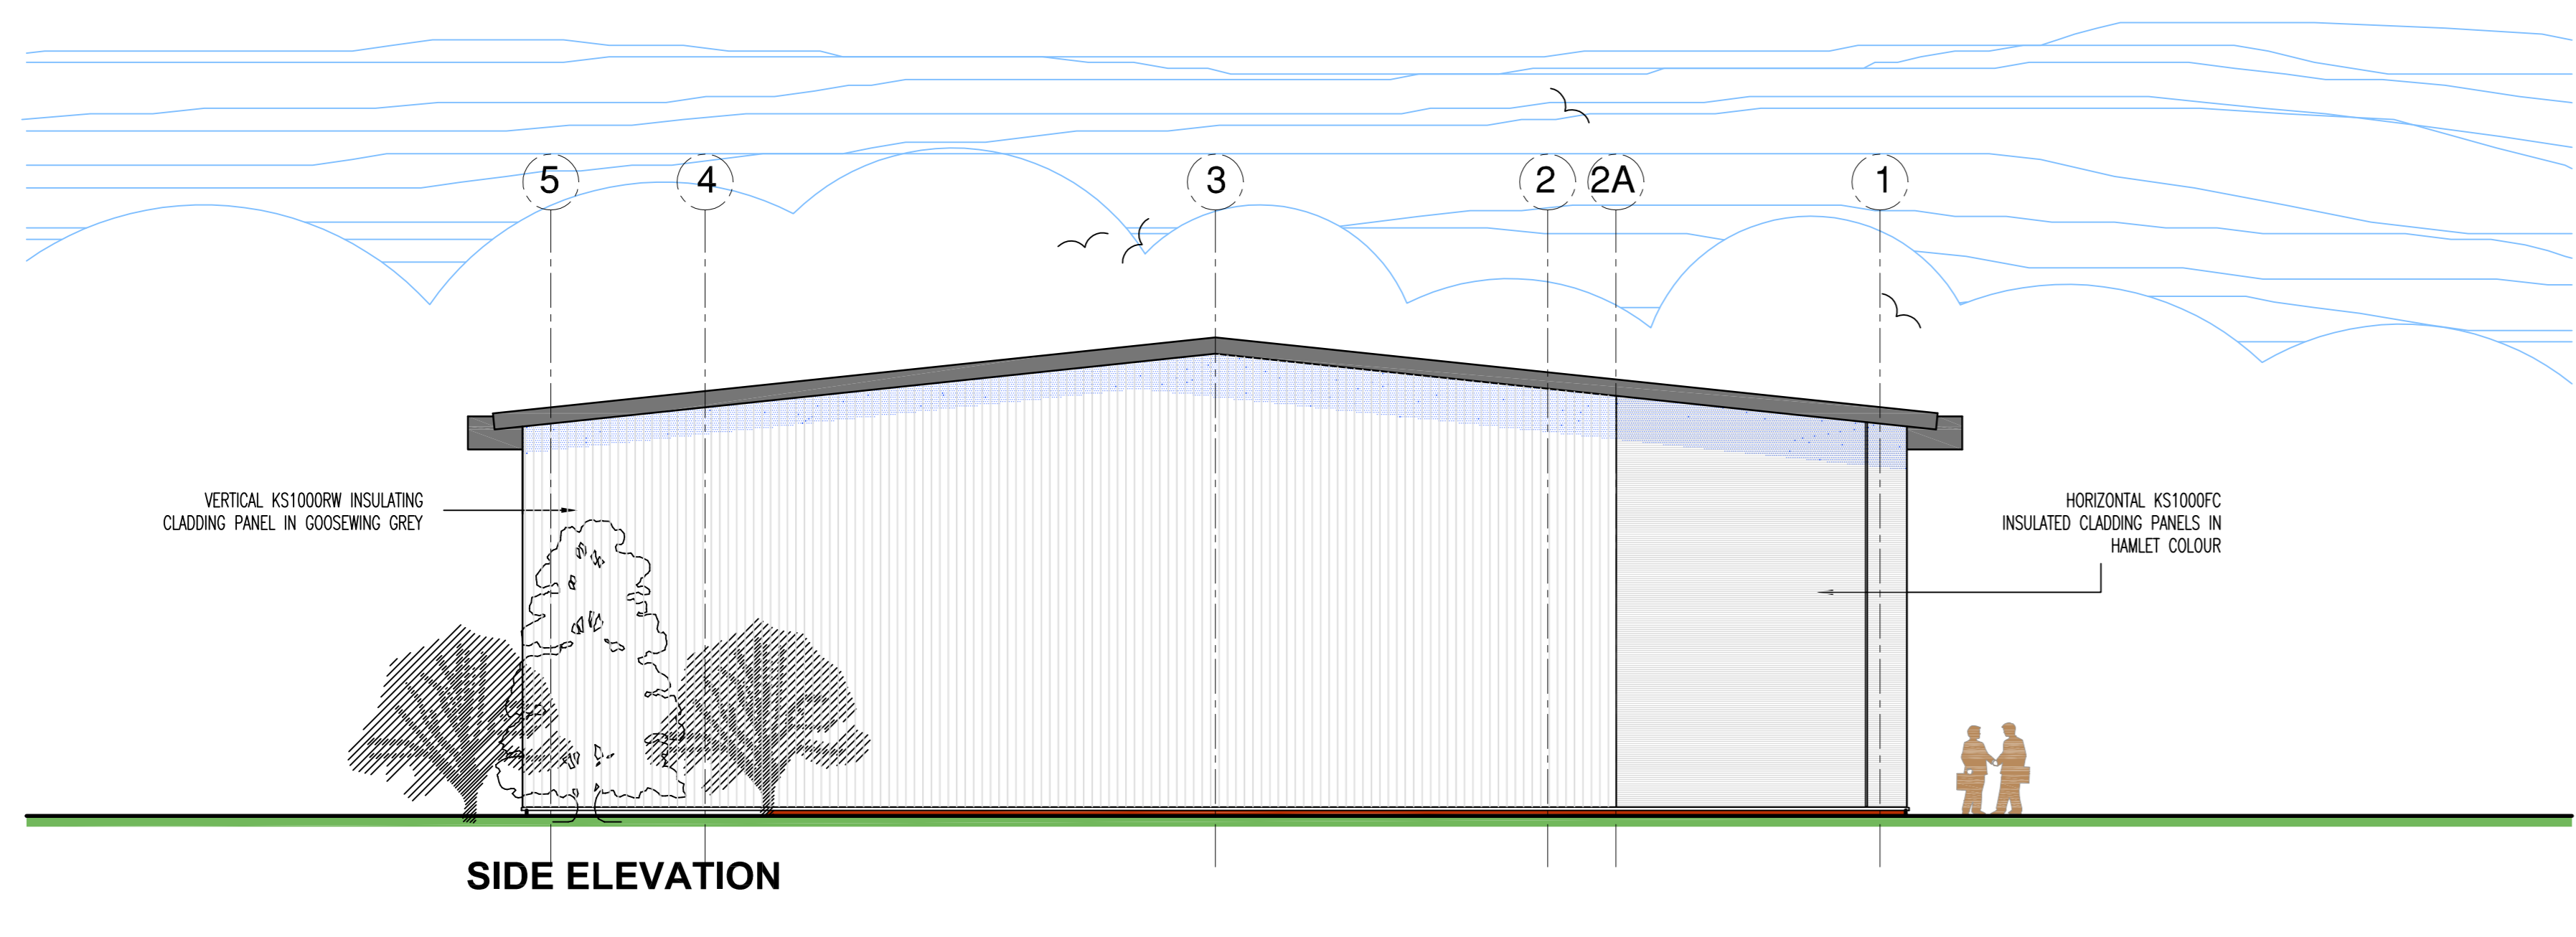 5 4 3 2 2A 1
VERTICAL KS1000RW INSULATING
CLADDING PANEL IN GOOSEWING GREY
HORIZONTAL KS1000FC
INSULATED CLADDING PANELS IN
HAMLET COLOUR
SIDE ELEVATION